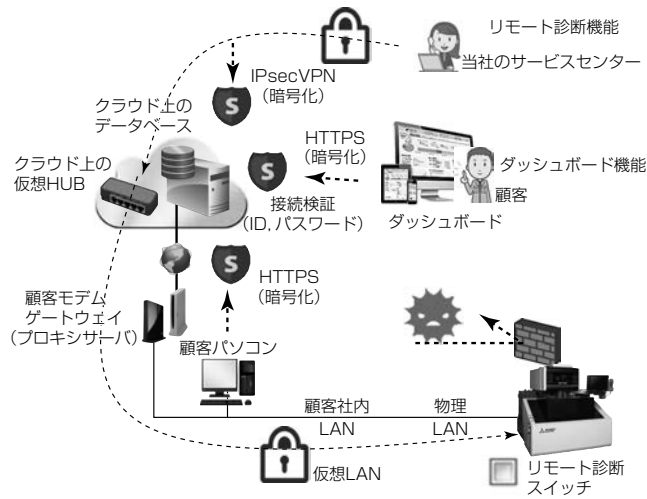 リモート診断機能
当社のサービスセンター
IPsecVPN
（暗号化）
クラウド上の
データベース
HTTPS
（暗号化）
クラウド上の
仮想HUB
ダッシュボード機能
顧客
接続検証
（ID, パスワード）
ダッシュボード
HTTPS
（暗号化）
顧客モデム
ゲートウェイ
（プロキシサーバ）
顧客パソコン
顧客社内
LAN
物理
LAN
仮想LAN
リモート診断
スイッチ
S
S
S